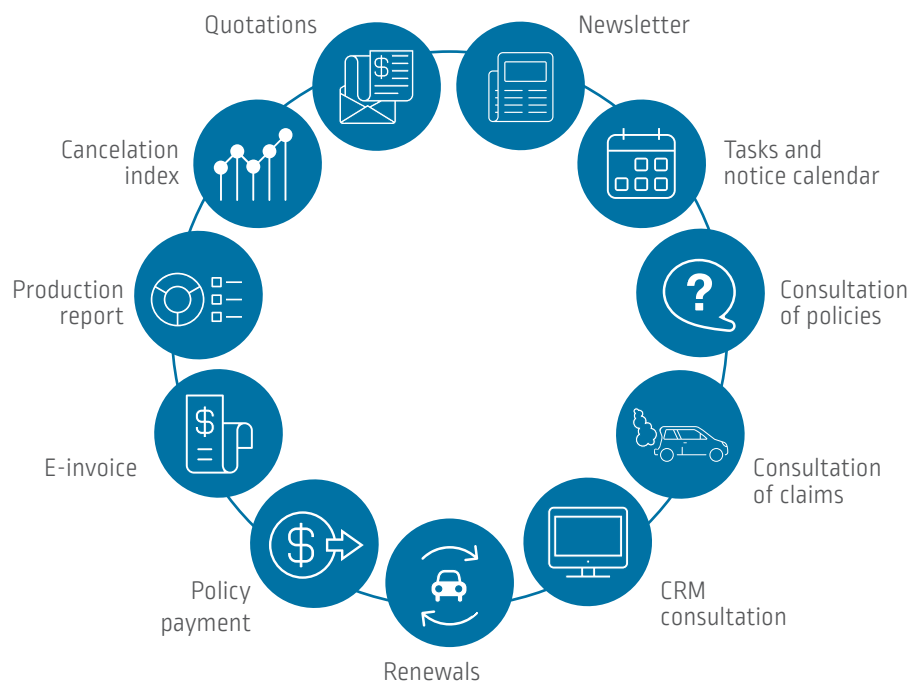 Quotations
Newsletter
Cancelation
index
Tasks and
notice calendar
Production
report
Consultation
of policies
E-invoice
Consultation
of claims
Policy
payment
CRM
consultation
Renewals
$
?
$
$